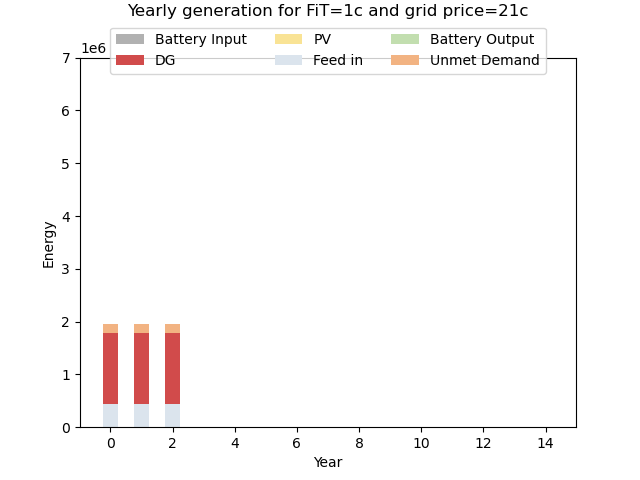 Yearly generation for FiT=1c and grid price=21c
Battery Input PV Battery Output
DG Feed in Unmet Demand
1e6
7
6
5
4
3
2
1
0
Energy
0 2 4 6 8 10 12 14
Year